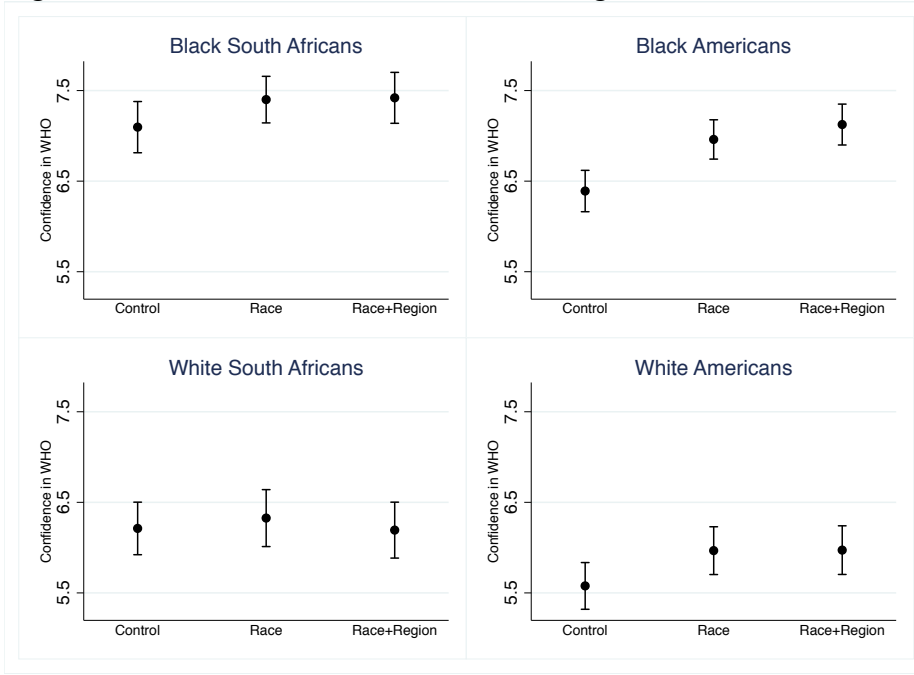 Black South Africans
Confidence in WHO
7.5
6.5
5.5
Control Race Race+Region
Black Americans
Confidence in WHO
7.5
6.5
5.5
Control Race Race+Region
White South Africans
Confidence in WHO
7.5
6.5
5.5
Control Race Race+Region
White Americans
Confidence in WHO
7.5
6.5
5.5
Control Race Race+Region